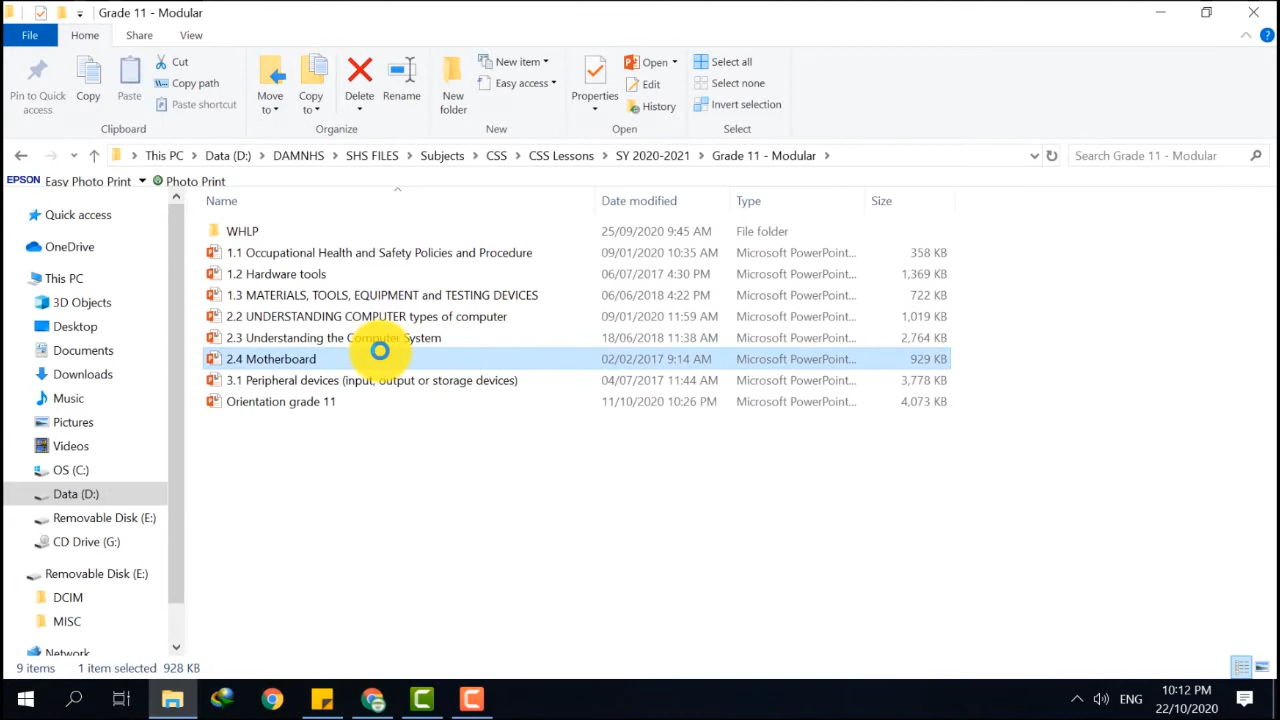 Grade 11 - Modular
File Home Share View
Pin to Quick access
Copy
Paste
Cut
Copy path
Paste shortcut
Clipboard
Move to
Copy to
Delete
Rename
Organize
New folder
New item
Easy access
New
Properties
Open
Edit
History
Open
Select all
Select none
Invert selection
Select
This PC > Data (D:) > DAMNHS > SHS FILES > Subjects > CSS > CSS Lessons > SY 2020-2021 > Grade 11 - Modular >
Search Grade 11 - Modular
EPSON Easy Photo Print Photo Print
Quick access
OneDrive
This PC
3D Objects
Desktop
Documents
Downloads
Music
Pictures
Videos
OS (C:)
Data (D:)
Removable Disk (E:)
CD Drive (G:)
Removable Disk (E:)
DCIM
MISC
Network
Name Date modified Type Size
WHLP 25/09/2020 9:45 AM File folder
1.1 Occupational Health and Safety Policies and Procedure 09/01/2020 10:35 AM Microsoft PowerPoint... 358 KB
1.2 Hardware tools 06/07/2017 4:30 PM Microsoft PowerPoint... 1,369 KB
1.3 MATERIALS, TOOLS, EQUIPMENT and TESTING DEVICES 06/06/2018 4:22 PM Microsoft PowerPoint... 722 KB
2.2 UNDERSTANDING COMPUTER types of computer 09/01/2020 11:59 AM Microsoft PowerPoint... 1,019 KB
2.3 Understanding the Computer System 18/06/2018 11:38 AM Microsoft PowerPoint... 2,764 KB
2.4 Motherboard 02/02/2017 9:14 AM Microsoft PowerPoint... 929 KB
3.1 Peripheral devices (input, output or storage devices) 04/07/2017 11:44 AM Microsoft PowerPoint... 3,778 KB
Orientation grade 11 11/10/2020 10:26 PM Microsoft PowerPoint... 4,073 KB
9 items 1 item selected 928 KB
ENG
10:12 PM
22/10/2020